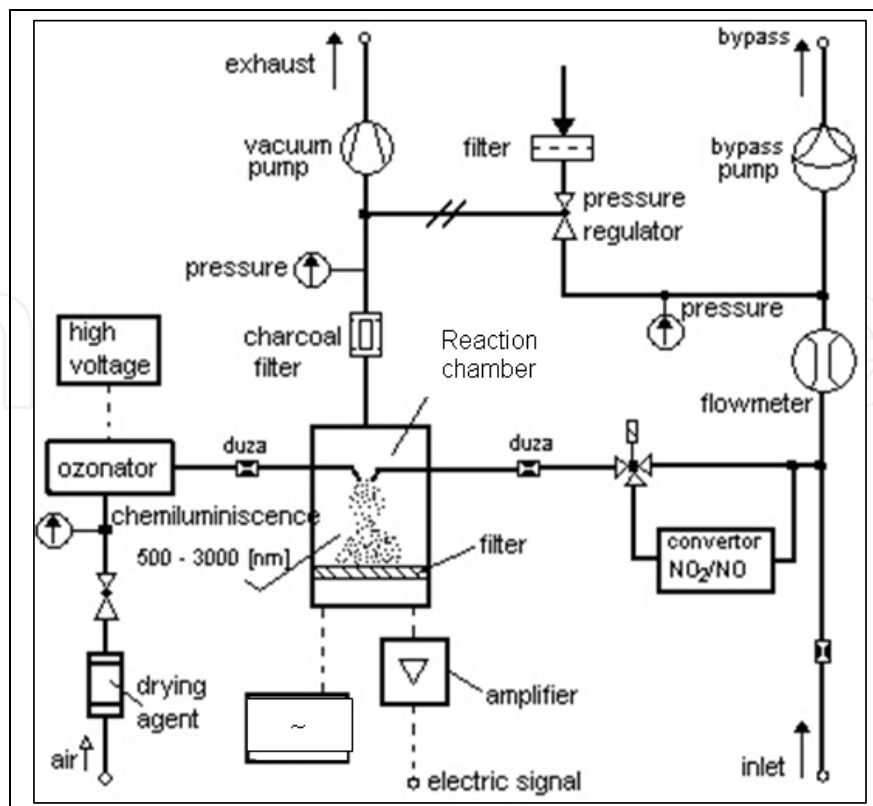 exhaust
bypass
vacuum
pump
filter
bypass
pump
pressure
regulator
pressure
pressure
high
voltage
charcoal
filter
Reaction
chamber
flowmeter
duza
duza
ozonator
chemiluminiscence
500 - 3000 [nm]
filter
convertor
NO₂/NO
drying
agent
~
amplifier
air
electric signal
inlet